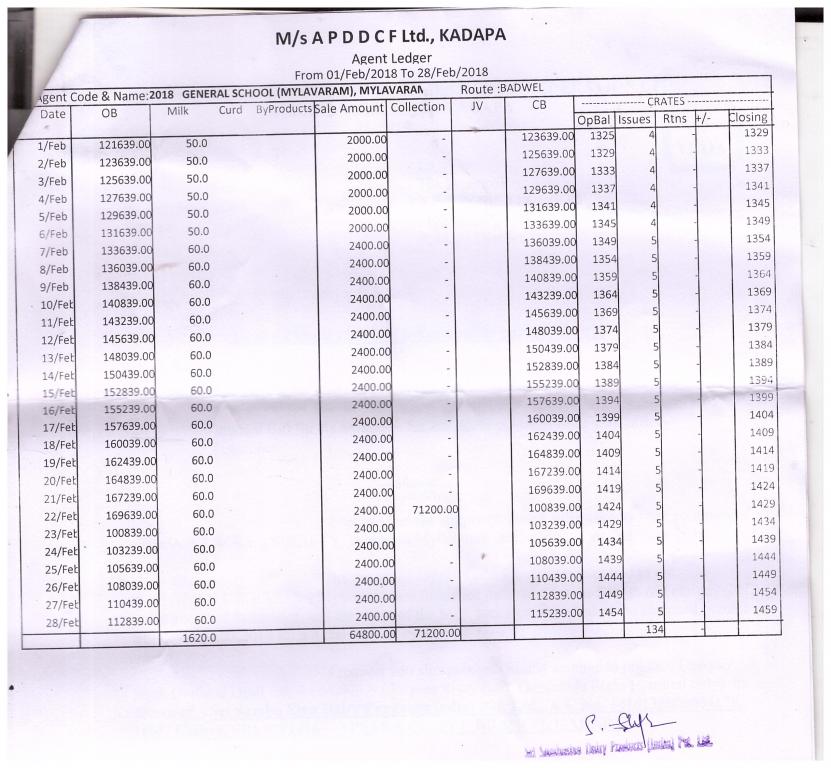 M/s A P D D C F Ltd., KADAPA
Agent Ledger
From 01/Feb/2018 To 28/Feb/2018
Agent Code & Name:2018 GENERAL SCHOOL (MYLAVARAM), MYLAVARAM Route :BADWEL
Date OB Milk Curd ByProducts Sale Amount Collection JV CB CRATES
OpBal Issues Rtns +/- Closing
1/Feb 121639.00 50.0 2000.00 - 123639.00 1325 4 - 1329
2/Feb 123639.00 50.0 2000.00 - 125639.00 1329 4 - 1333
3/Feb 125639.00 50.0 2000.00 - 127639.00 1333 4 - 1337
4/Feb 127639.00 50.0 2000.00 - 129639.00 1337 4 - 1341
5/Feb 129639.00 50.0 2000.00 - 131639.00 1341 4 - 1345
6/Feb 131639.00 50.0 2000.00 - 133639.00 1345 4 - 1349
7/Feb 133639.00 60.0 2400.00 - 136039.00 1349 5 - 1354
8/Feb 136039.00 60.0 2400.00 - 138439.00 1354 5 - 1359
9/Feb 138439.00 60.0 2400.00 - 140839.00 1359 5 - 1364
10/Feb 140839.00 60.0 2400.00 - 143239.00 1364 5 - 1369
11/Feb 143239.00 60.0 2400.00 - 145639.00 1369 5 - 1374
12/Feb 145639.00 60.0 2400.00 - 148039.00 1374 5 - 1379
13/Feb 148039.00 60.0 2400.00 - 150439.00 1379 5 - 1384
14/Feb 150439.00 60.0 2400.00 - 152839.00 1384 5 - 1389
15/Feb 152839.00 60.0 2400.00 - 155239.00 1389 5 - 1394
16/Feb 155239.00 60.0 2400.00 - 157639.00 1394 5 - 1399
17/Feb 157639.00 60.0 2400.00 - 160039.00 1399 5 - 1404
18/Feb 160039.00 60.0 2400.00 - 162439.00 1404 5 - 1409
19/Feb 162439.00 60.0 2400.00 - 164839.00 1409 5 - 1414
20/Feb 164839.00 60.0 2400.00 - 167239.00 1414 5 - 1419
21/Feb 167239.00 60.0 2400.00 - 169639.00 1419 5 - 1424
22/Feb 169639.00 60.0 2400.00 71200.00 100839.00 1424 5 - 1429
23/Feb 100839.00 60.0 2400.00 - 103239.00 1429 5 - 1434
24/Feb 103239.00 60.0 2400.00 - 105639.00 1434 5 - 1439
25/Feb 105639.00 60.0 2400.00 - 108039.00 1439 5 - 1444
26/Feb 108039.00 60.0 2400.00 - 110439.00 1444 5 - 1449
27/Feb 110439.00 60.0 2400.00 - 112839.00 1449 5 - 1454
28/Feb 112839.00 60.0 2400.00 - 115239.00 1454 5 - 1459
1620.0 64800.00 71200.00 134 -
Dairy Products Pvt. Ltd.